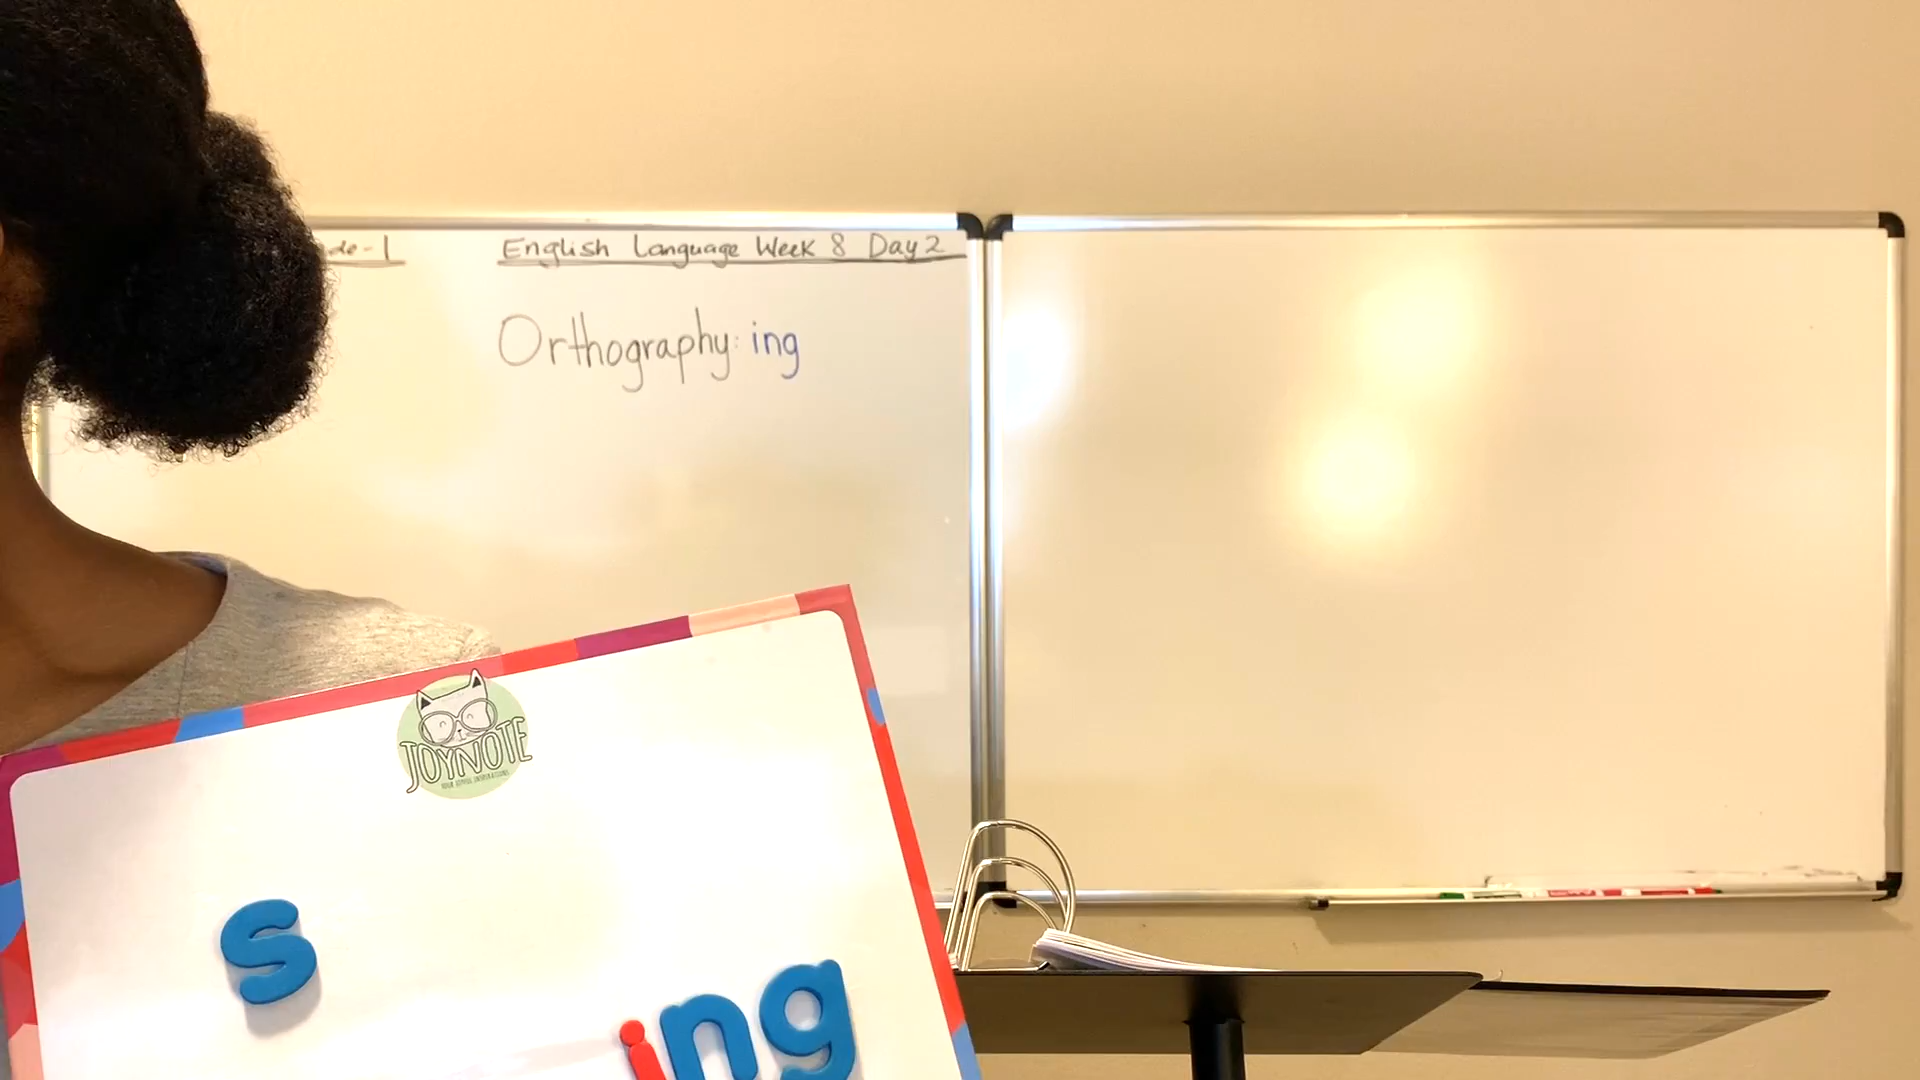 de-1
English Language Week 8 Day 2
Orthography: ing
JOYNOTE
s
ing